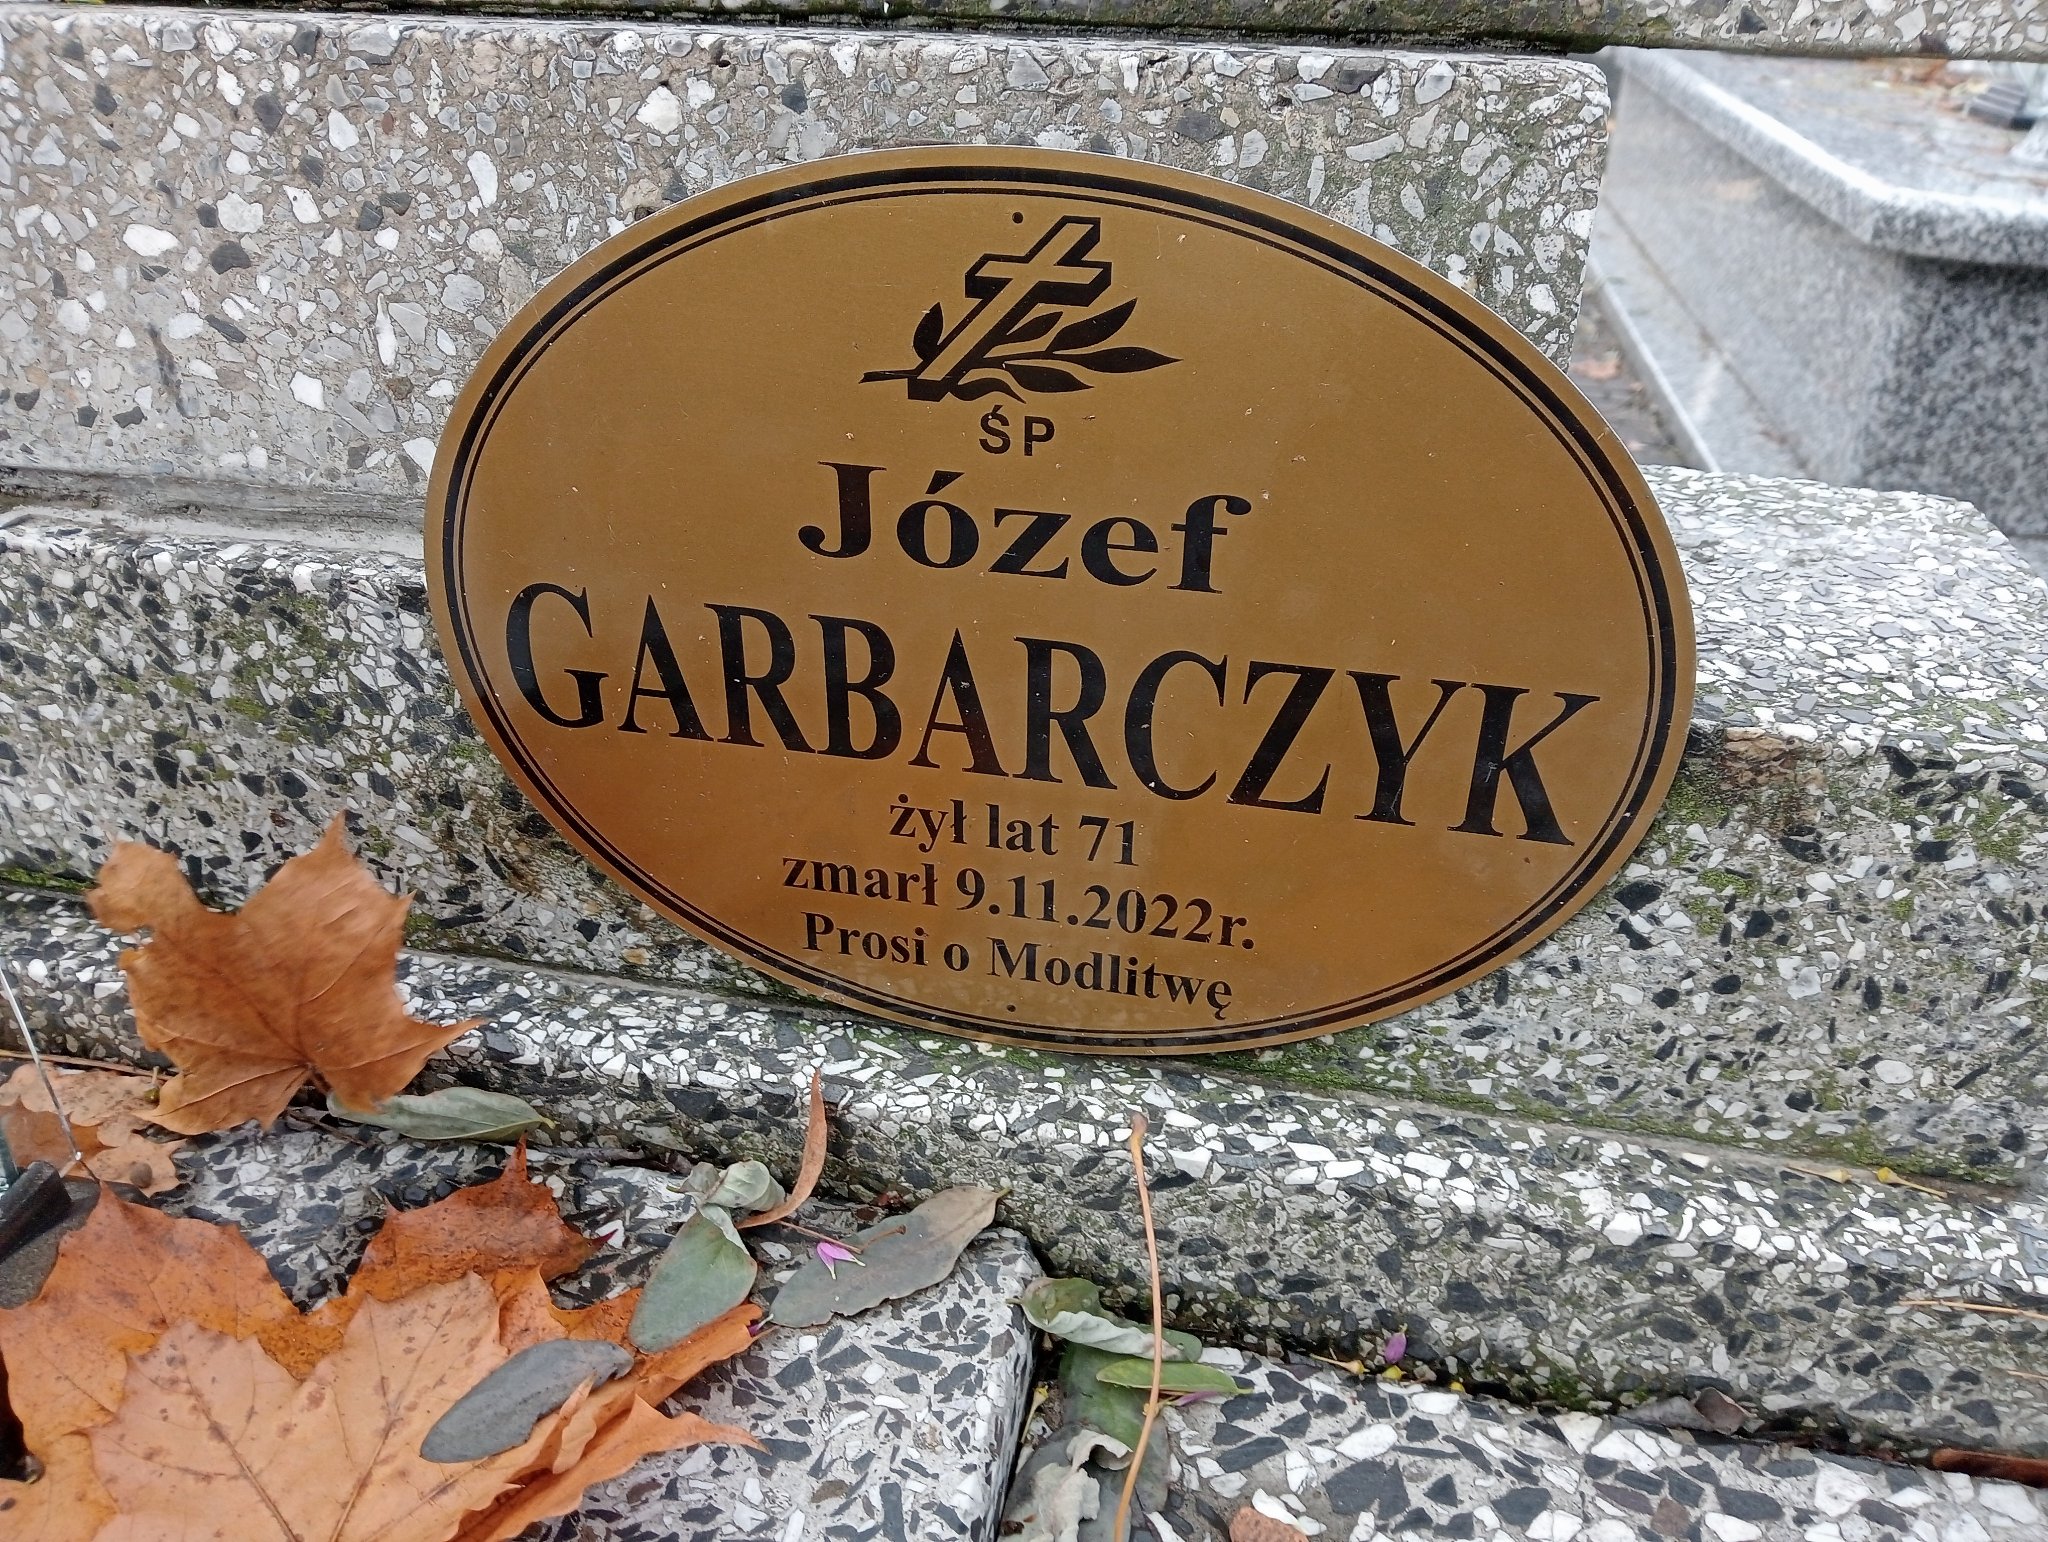 ŚP
Józef
GARBARCZYK
żył lat 71
zmarł 9.11.2022r.
Prosi o Modlitwę